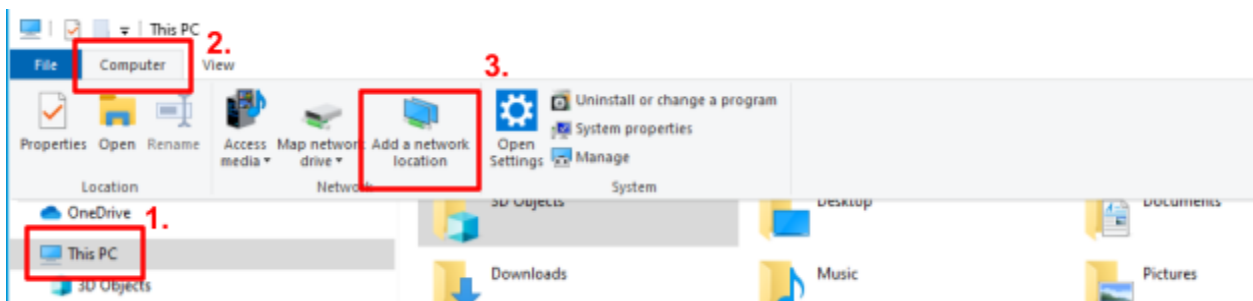 This PC
2.
File Computer View
3.
Uninstall or change a program
System properties
Manage
Properties Open Rename
Access media
Map network drive
Add a network location
Open Settings
Location Network System
OneDrive
1.
3D Objects Desktop Documents
This PC
3D Objects
Downloads Music Pictures